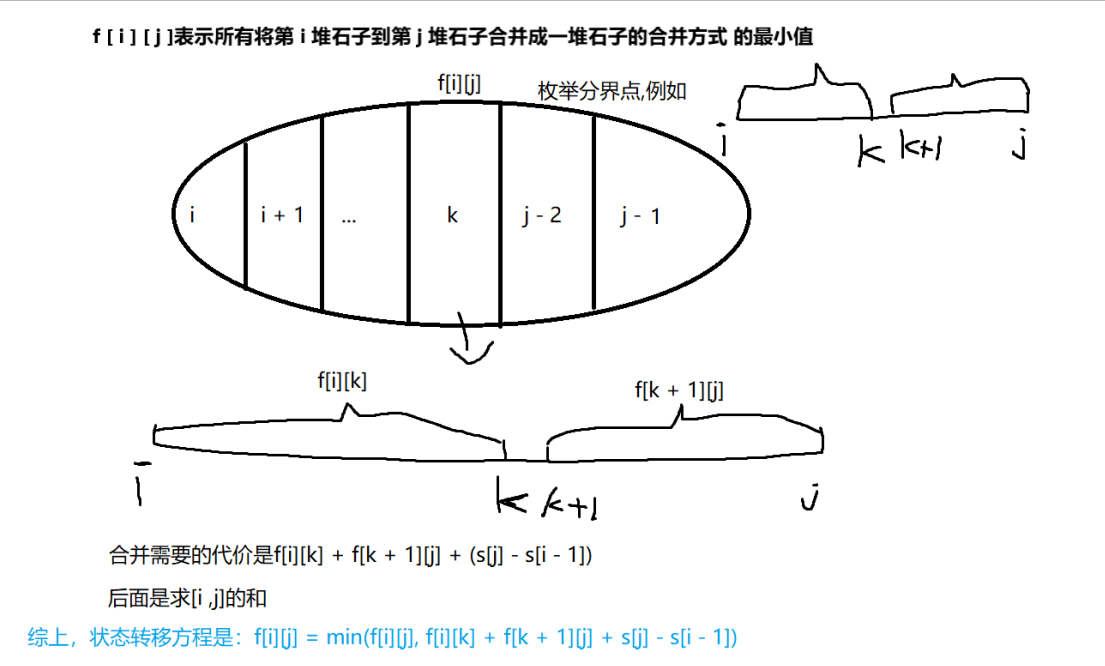 f [ i ] [ j ]表示所有将第 i 堆石子到第 j 堆石子合并成一堆石子的合并方式 的最小值
f[i][j]
枚举分界点,例如
i k k+1 j
i i + 1 ... k j - 2 j - 1
f[i][k] f[k + 1][j]
i k k+1 j
合并需要的代价是f[i][k] + f[k + 1][j] + (s[j] - s[i - 1])
后面是求[i ,j]的和
综上，状态转移方程是：f[i][j] = min(f[i][j], f[i][k] + f[k + 1][j] + s[j] - s[i - 1])